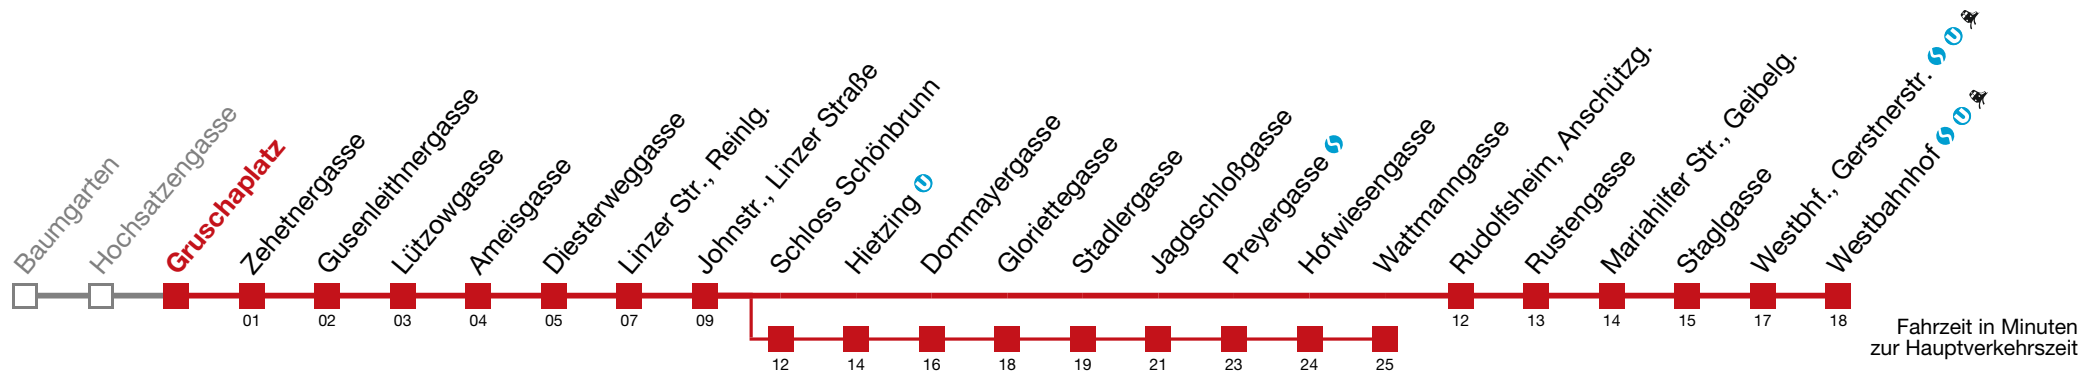 Baumgarten
Hochsatzengasse
Gruschaplatz
Zehetnergasse
Gusenleithnergasse
Lützowgasse
Ameisgasse
Diesterweggasse
Linzer Str., Reinlg.
Johnstr., Linzer Straße
Schloss Schönbrunn
Hietzing U
Dommayergasse
Gloriettegasse
Stadlergasse
Jagdschloßgasse
Preyergasse S
Hofwiesengasse
Wattmanngasse
Rudolfsheim, Anschützg.
Rustengasse
Mariahilfer Str., Geibelg.
Staglgasse
Westbhf., Gerstnerstr. S U
Westbahnhof S U
01 02 03 04 05 07 09 12 13 14 15 17 18
12 14 16 18 19 21 23 24 25
Fahrzeit in Minuten
zur Hauptverkehrszeit